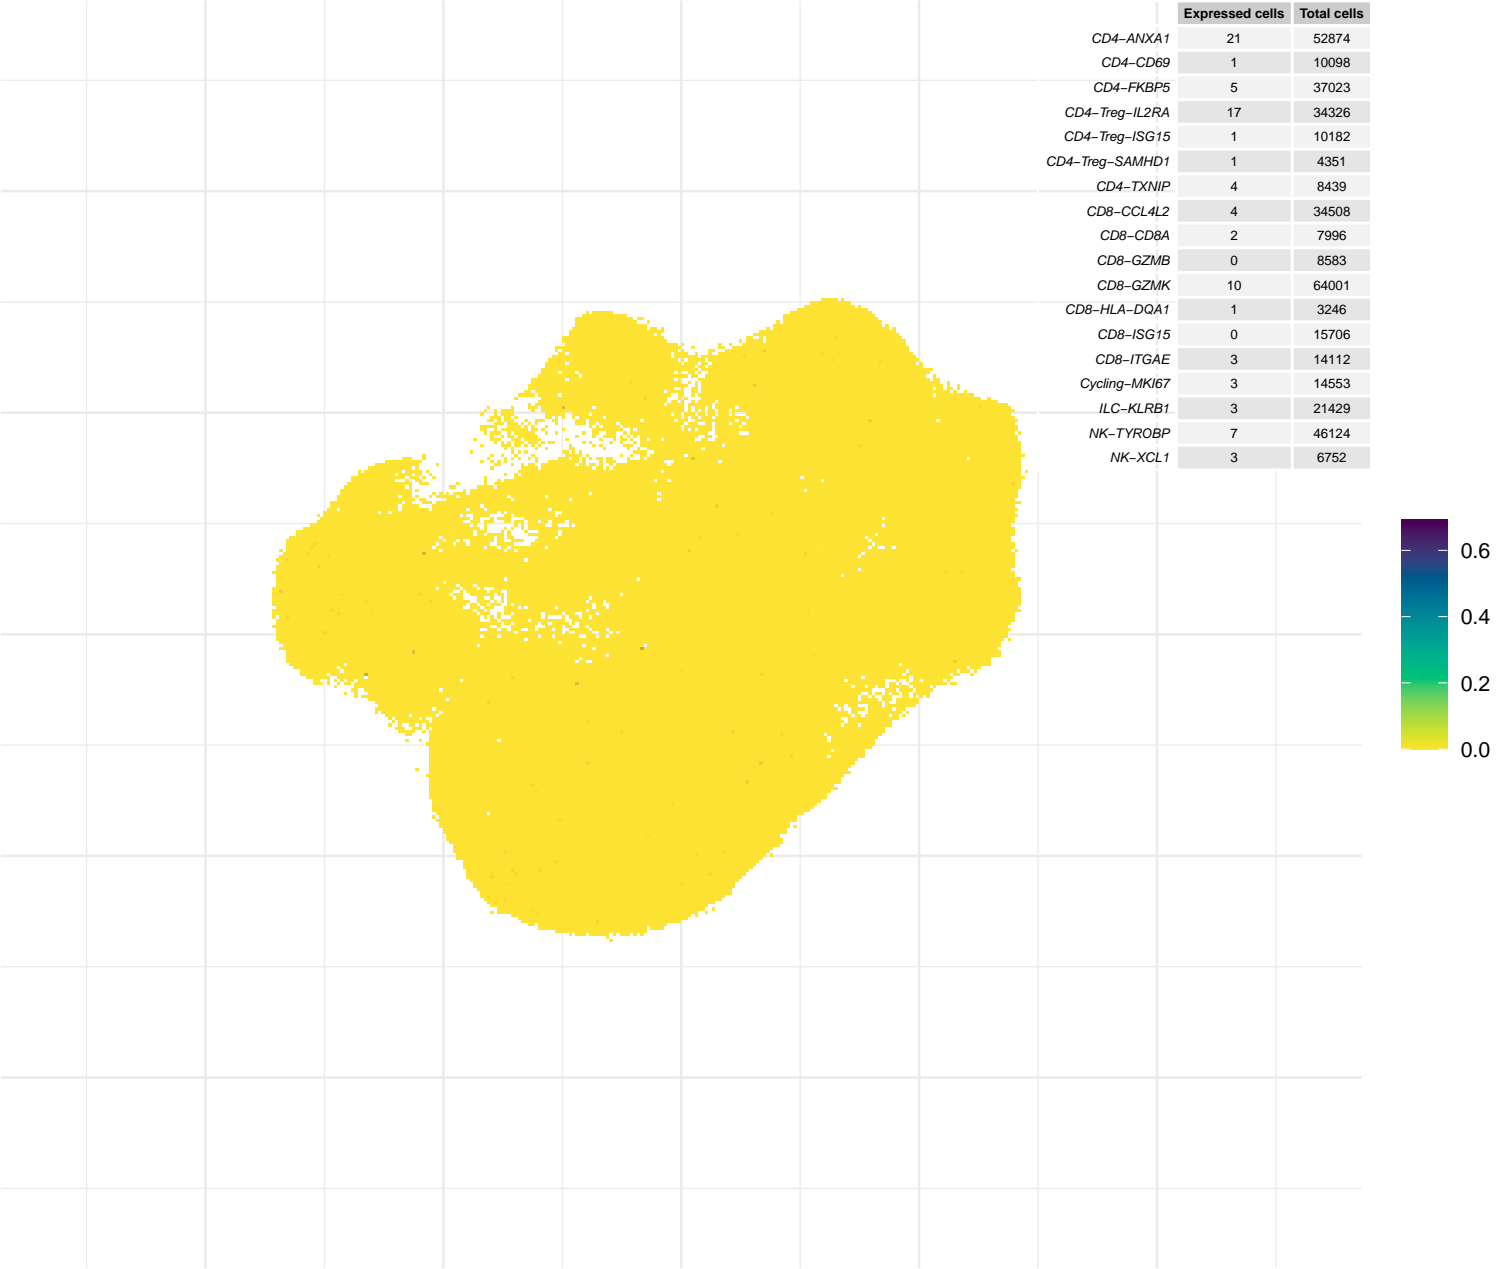 Expressed cells Total cells
CD4−ANXA1 21 52874
CD4−CD69 1 10098
CD4−FKBP5 5 37023
CD4−Treg−IL2RA 17 34326
CD4−Treg−ISG15 1 10182
CD4−Treg−SAMHD1 1 4351
CD4−TXNIP 4 8439
CD8−CCL4L2 4 34508
CD8−CD8A 2 7996
CD8−GZMB 0 8583
CD8−GZMK 10 64001
CD8−HLA−DQA1 1 3246
CD8−ISG15 0 15706
CD8−ITGAE 3 14112
Cycling−MKI67 3 14553
ILC−KLRB1 3 21429
NK−TYROBP 7 46124
NK−XCL1 3 6752
0.6
0.4
0.2
0.0